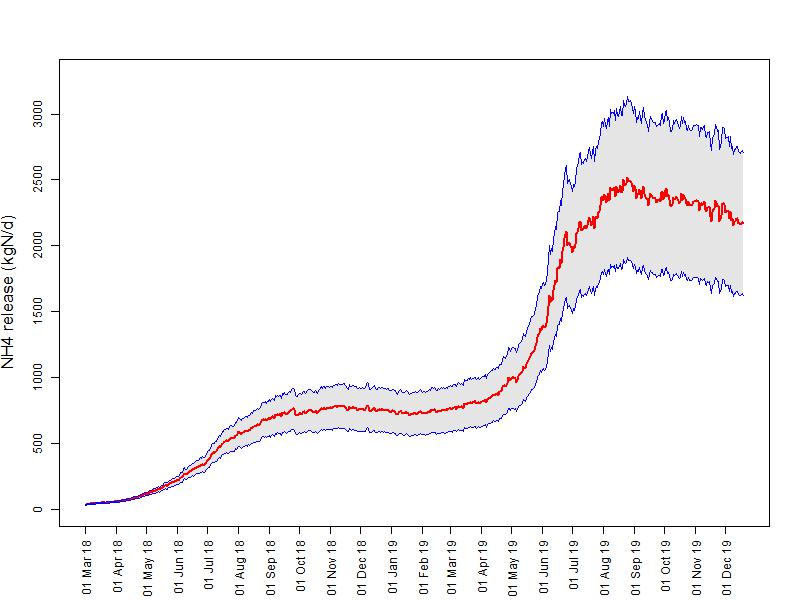 NH4 release (kgN/d)
3000
2500
2000
1500
1000
500
0
01 Mar 18
01 Apr 18
01 May 18
01 Jun 18
01 Jul 18
01 Aug 18
01 Sep 18
01 Oct 18
01 Nov 18
01 Dec 18
01 Jan 19
01 Feb 19
01 Mar 19
01 Apr 19
01 May 19
01 Jun 19
01 Jul 19
01 Aug 19
01 Sep 19
01 Oct 19
01 Nov 19
01 Dec 19